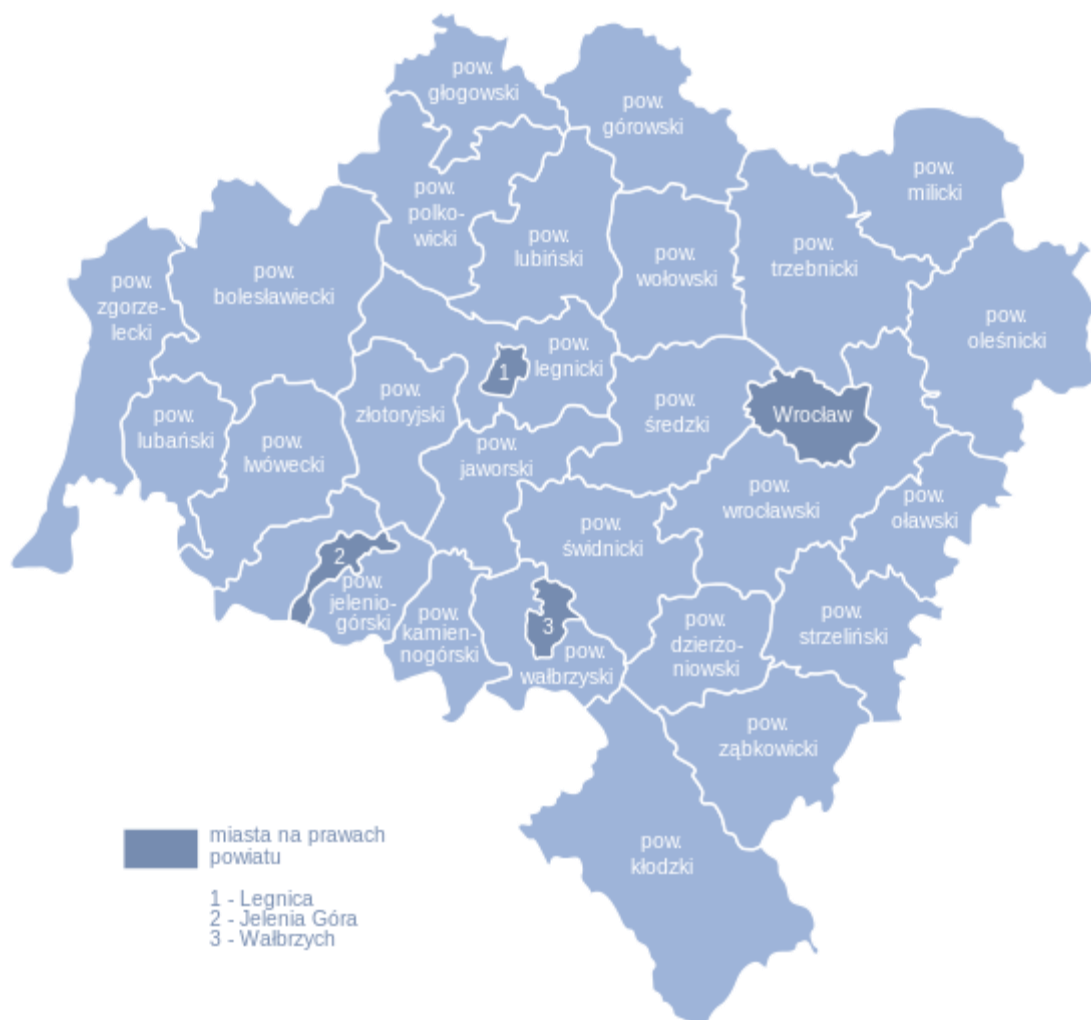 pow.
głogowski
pow.
górowski
pow.
milicki
pow.
polko-
wicki
pow.
lubiński
pow.
wołowski
pow.
trzebnicki
pow.
zgorze-
lecki
pow.
bolesławiecki
pow.
oleśnicki
pow.
legnicki
1
pow.
złotoryjski
pow.
średzki
Wrocław
pow.
lubański
pow.
lwówecki
pow.
jaworski
pow.
wrocławski
pow.
oławski
pow.
świdnicki
2
pow.
jelenio-
górski
pow.
kamien-
nogórski
3
pow.
wałbrzyski
pow.
dzierżo-
niowski
pow.
strzeliński
pow.
ząbkowicki
pow.
kłodzki
miasta na prawach
powiatu
1 - Legnica
2 - Jelenia Góra
3 - Wałbrzych